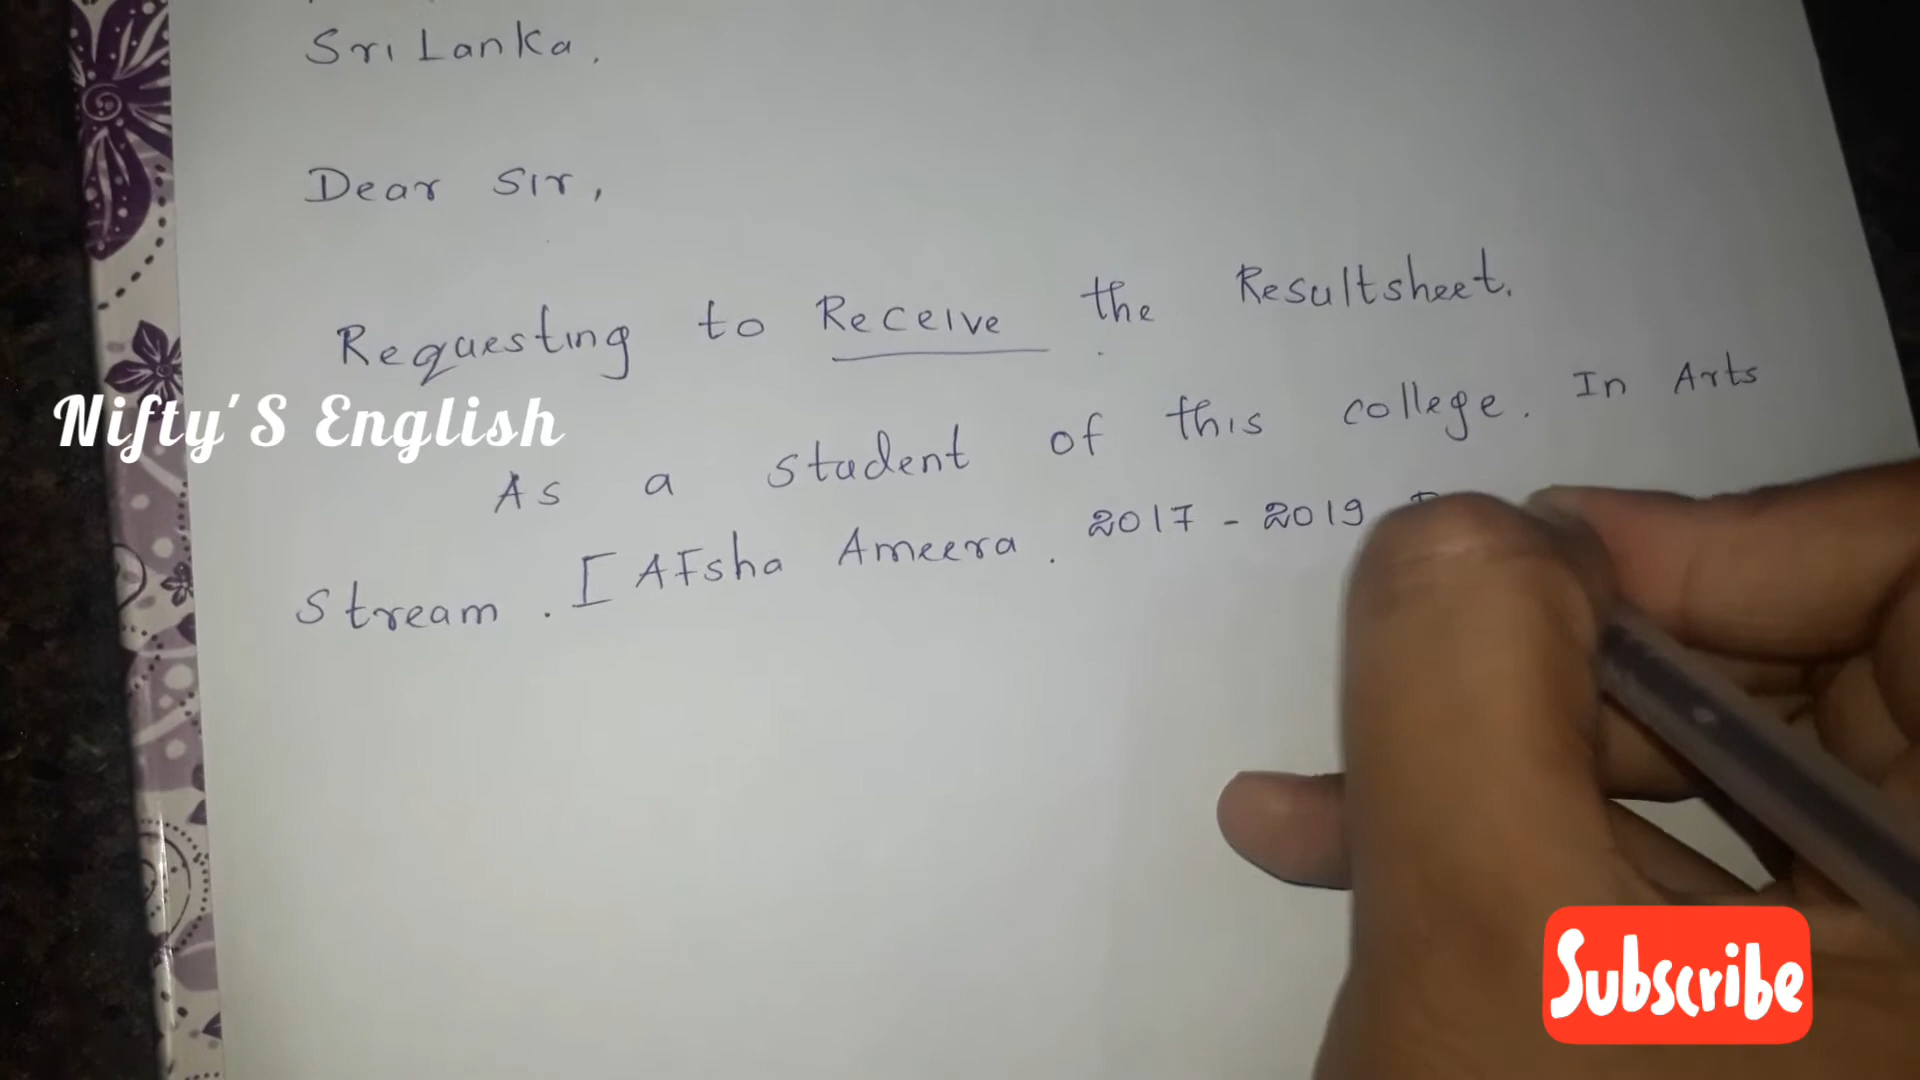 Sri Lanka.
Dear Sir,
Requesting to Receive the Resultsheet.
Nifty'S English
As a student of this college. In Arts
stream. [AFsha Ameera. 2017 - 2019
Subscribe